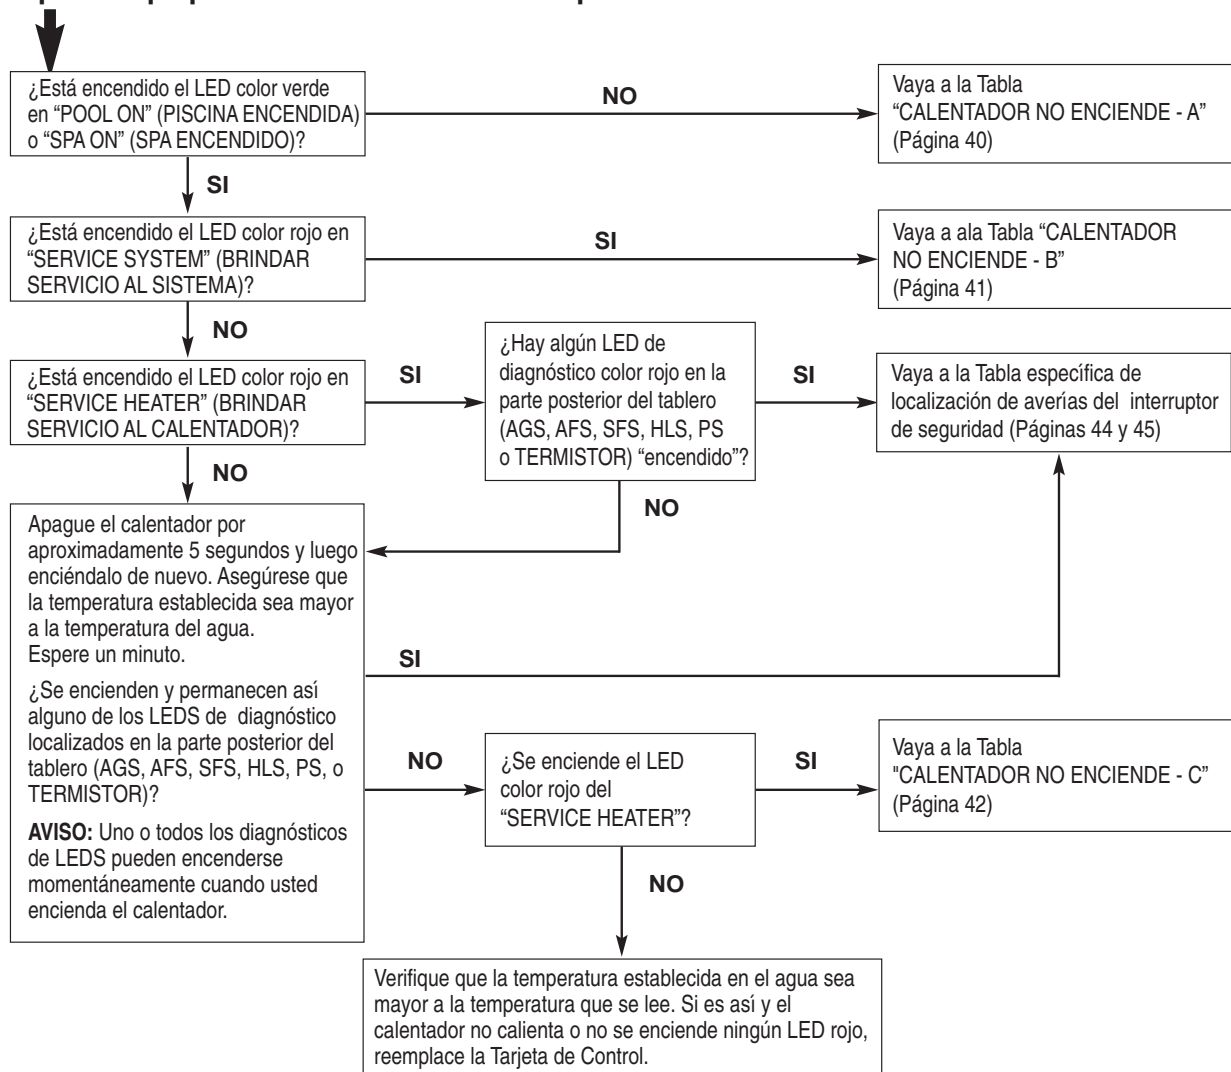 ¿Está encendido el LED color verde
en “POOL ON” (PISCINA ENCENDIDA)
o “SPA ON” (SPA ENCENDIDO)?
NO
Vaya a la Tabla
“CALENTADOR NO ENCIENDE - A”
(Página 40)
SI
¿Está encendido el LED color rojo en
“SERVICE SYSTEM” (BRINDAR
SERVICIO AL SISTEMA)?
SI
Vaya a ala Tabla “CALENTADOR
NO ENCIENDE - B”
(Página 41)
NO
¿Está encendido el LED color rojo en
“SERVICE HEATER” (BRINDAR
SERVICIO AL CALENTADOR)?
SI
¿Hay algún LED de
diagnóstico color rojo en la
parte posterior del tablero
(AGS, AFS, SFS, HLS, PS
o TERMISTOR) “encendido”?
SI
Vaya a la Tabla específica de
localización de averías del interruptor
de seguridad (Páginas 44 y 45)
NO
NO
Apague el calentador por
aproximadamente 5 segundos y luego
enciéndalo de nuevo. Asegúrese que
la temperatura establecida sea mayor
a la temperatura del agua.
Espere un minuto.
¿Se encienden y permanecen así
alguno de los LEDS de diagnóstico
localizados en la parte posterior del
tablero (AGS, AFS, SFS, HLS, PS, o
TERMISTOR)?
AVISO: Uno o todos los diagnósticos
de LEDS pueden encenderse
momentáneamente cuando usted
encienda el calentador.
SI
NO
¿Se enciende el LED
color rojo del
“SERVICE HEATER”?
SI
Vaya a la Tabla
"CALENTADOR NO ENCIENDE - C”
(Página 42)
NO
Verifique que la temperatura establecida en el agua sea
mayor a la temperatura que se lee. Si es así y el
calentador no calienta o no se enciende ningún LED rojo,
reemplace la Tarjeta de Control.